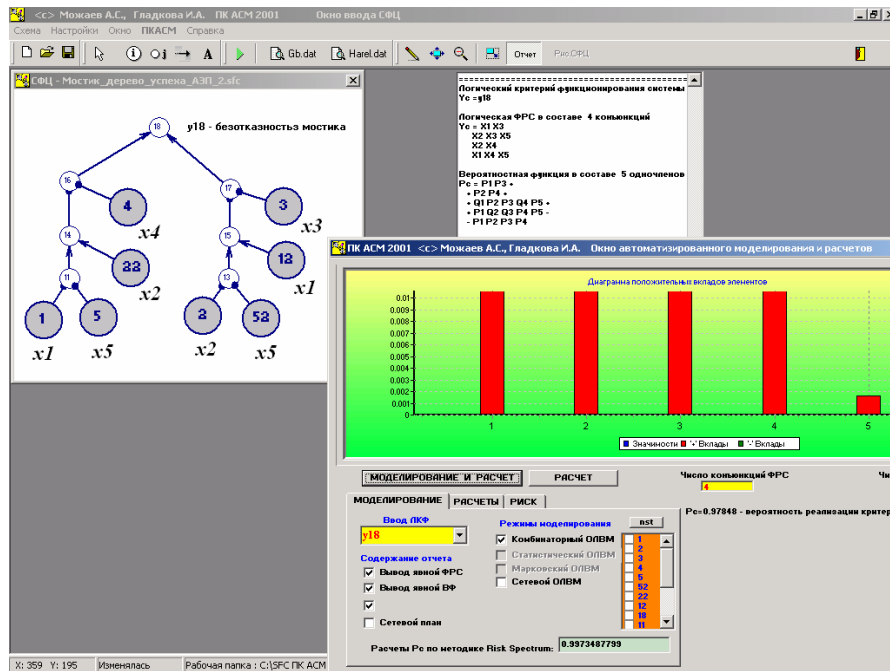 <c> Можаев А.С., Гладкова И.А. ПК АСМ 2001 Окно ввода СФЦ
Схема Настройки Окно ПКАСМ Справка
Gb.dat Harel.dat Отчет Рис.СФЦ
СФЦ - Мостик_дерево_успеха_АЗП_2.sfc
18 y18 - безотказностьз мостика
16 17
4 3
x4 x3
14 15
22 12
x2 x1
11 13
1 5 2 52
x1 x5 x2 x5
Логический критерий функционирования системы
Yc =y18
Логическая ФРС в составе 4 конъюнкций
Yc = X1 X3
X2 X3 X5
X2 X4
X1 X4 X5
Вероятностная функция в составе 5 одночленов
Pc = P1 P3 +
+ P2 P4 +
+ Q1 P2 P3 Q4 P5 +
+ P1 Q2 Q3 P4 P5 -
- P1 P2 P3 P4
ПК АСМ 2001 <c> Можаев А.С., Гладкова И.А. Окно автоматизированного моделирования и расчетов
Диаграмма положительных вкладов элементов
0.01
0.009
0.008
0.007
0.006
0.005
0.004
0.003
0.002
0.001
0
1 2 3 4 5
Значимости '+' Вклады '-' Вклады
МОДЕЛИРОВАНИЕ И РАСЧЕТ РАСЧЕТ Число конъюнкций ФРС Чи
4
МОДЕЛИРОВАНИЕ РАСЧЕТЫ РИСК
Pc=0.97848 - вероятность реализации критер
Ввод ЛКФ Режимы моделирования nst
y18
Комбинаторный ОЛВМ
Статистический ОЛВМ
Марковский ОЛВМ
Сетевой ОЛВМ
1
2
3
4
5
52
22
12
18
11
Содержание отчета
Вывод явной ФРС
Вывод явной ВФ
Сетевой план
Расчеты Pc по методике Risk Spectrum: 0.9973487799
X: 359 Y: 195 Изменялась Рабочая папка : C:\SFC ПК АСМ